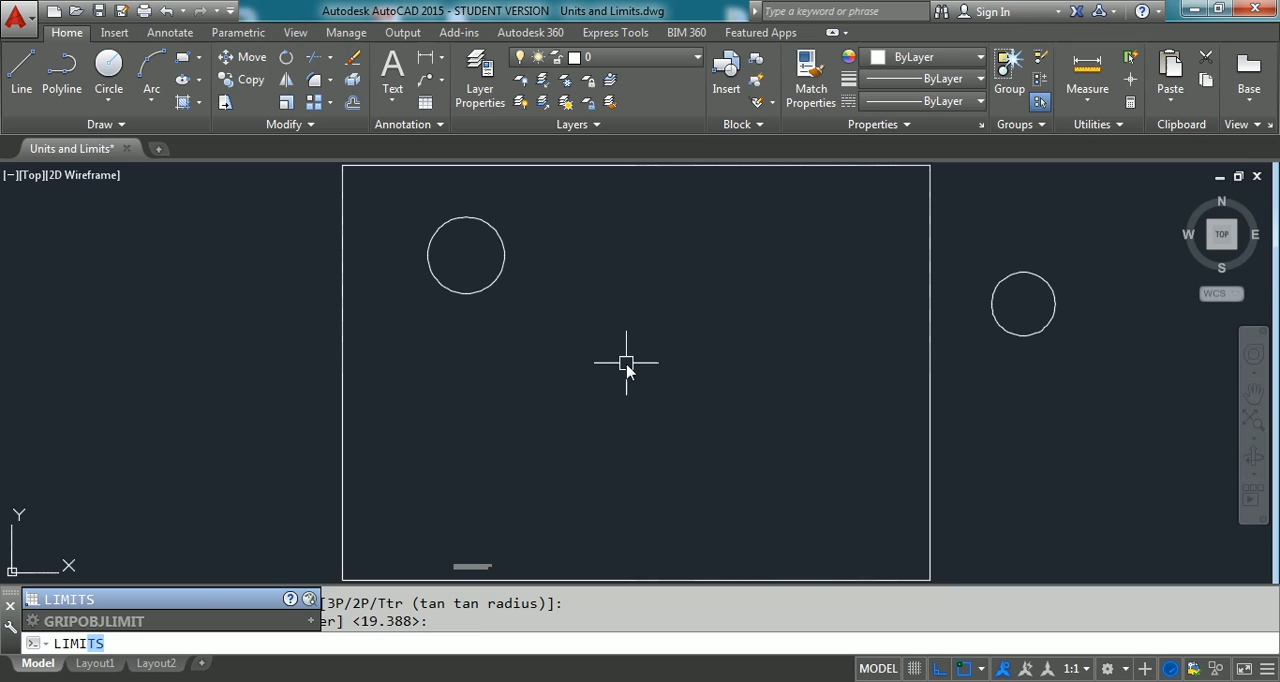 Autodesk AutoCAD 2015 - STUDENT VERSION Units and Limits.dwg
Type a keyword or phrase
Sign In
Home Insert Annotate Parametric View Manage Output Add-ins Autodesk 360 Express Tools BIM 360 Featured Apps
Line Polyline Circle Arc
Move
Copy
Text
Layer Properties
0
Insert
Match Properties
ByLayer
ByLayer
ByLayer
Group
Measure
Paste
Base
Draw Modify Annotation Layers Block Properties Groups Utilities Clipboard View
Units and Limits*
[−][Top][2D Wireframe]
N
W TOP E
S
WCS
Y
X
LIMITS
[3P/2P/Ttr (tan tan radius)]:
GRIPOBJLIMIT
er] <19.388>:
LIMITS
Model Layout1 Layout2
MODEL 1:1